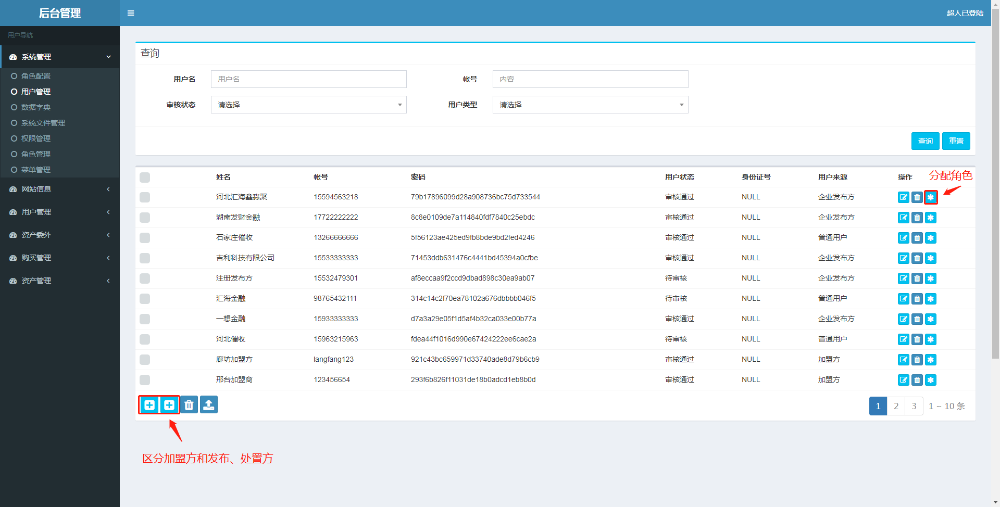 后台管理
超人已登陆
用户导航
系统管理
角色配置
用户管理
数据字典
系统文件管理
权限管理
角色管理
菜单管理
网站信息
用户管理
资产委外
购买管理
资产管理
查询
用户名 用户名 帐号 内容
审核状态 请选择 用户类型 请选择
查询 重置
姓名 帐号 密码 用户状态 身份证号 用户来源 操作 分配角色
河北汇海鑫淼聚 15594563218 79b17896099d28a908736bc75d733544 审核通过 NULL 企业发布方
湖南发财金融 17722222222 8c8e0109de7a114840fdf7840c25ebdc 审核通过 NULL 企业发布方
石家庄催收 13266666666 5f56123ae425ed9fb8bde9bd2fed4246 审核通过 NULL 普通用户
吉利科技有限公司 15533333333 71453ddb631476c4441bd45394a0cfbe 审核通过 NULL 企业发布方
注册发布方 15532479301 af8eccaa9f2ccd9dbad898c30ea9ab07 待审核 NULL 企业发布方
汇海金融 98765432111 314c14c2f70ea78102a676dbbbb046f5 待审核 NULL 普通用户
一想金融 15933333333 d7a3a29e05f1d5af4b32ca033e00b77a 审核通过 NULL 企业发布方
河北催收 15963215963 fdea44f1016d990e67424222ee6cae2a 待审核 NULL 普通用户
廊坊加盟方 langfang123 921c43bc659971d33740ade8d79b6cb9 审核通过 NULL 加盟方
邢台加盟商 123456654 293f6b826f11031de18b0adcd1eb8b0d 审核通过 NULL 加盟方
1 2 3 1 ~ 10 条
区分加盟方和发布、处置方